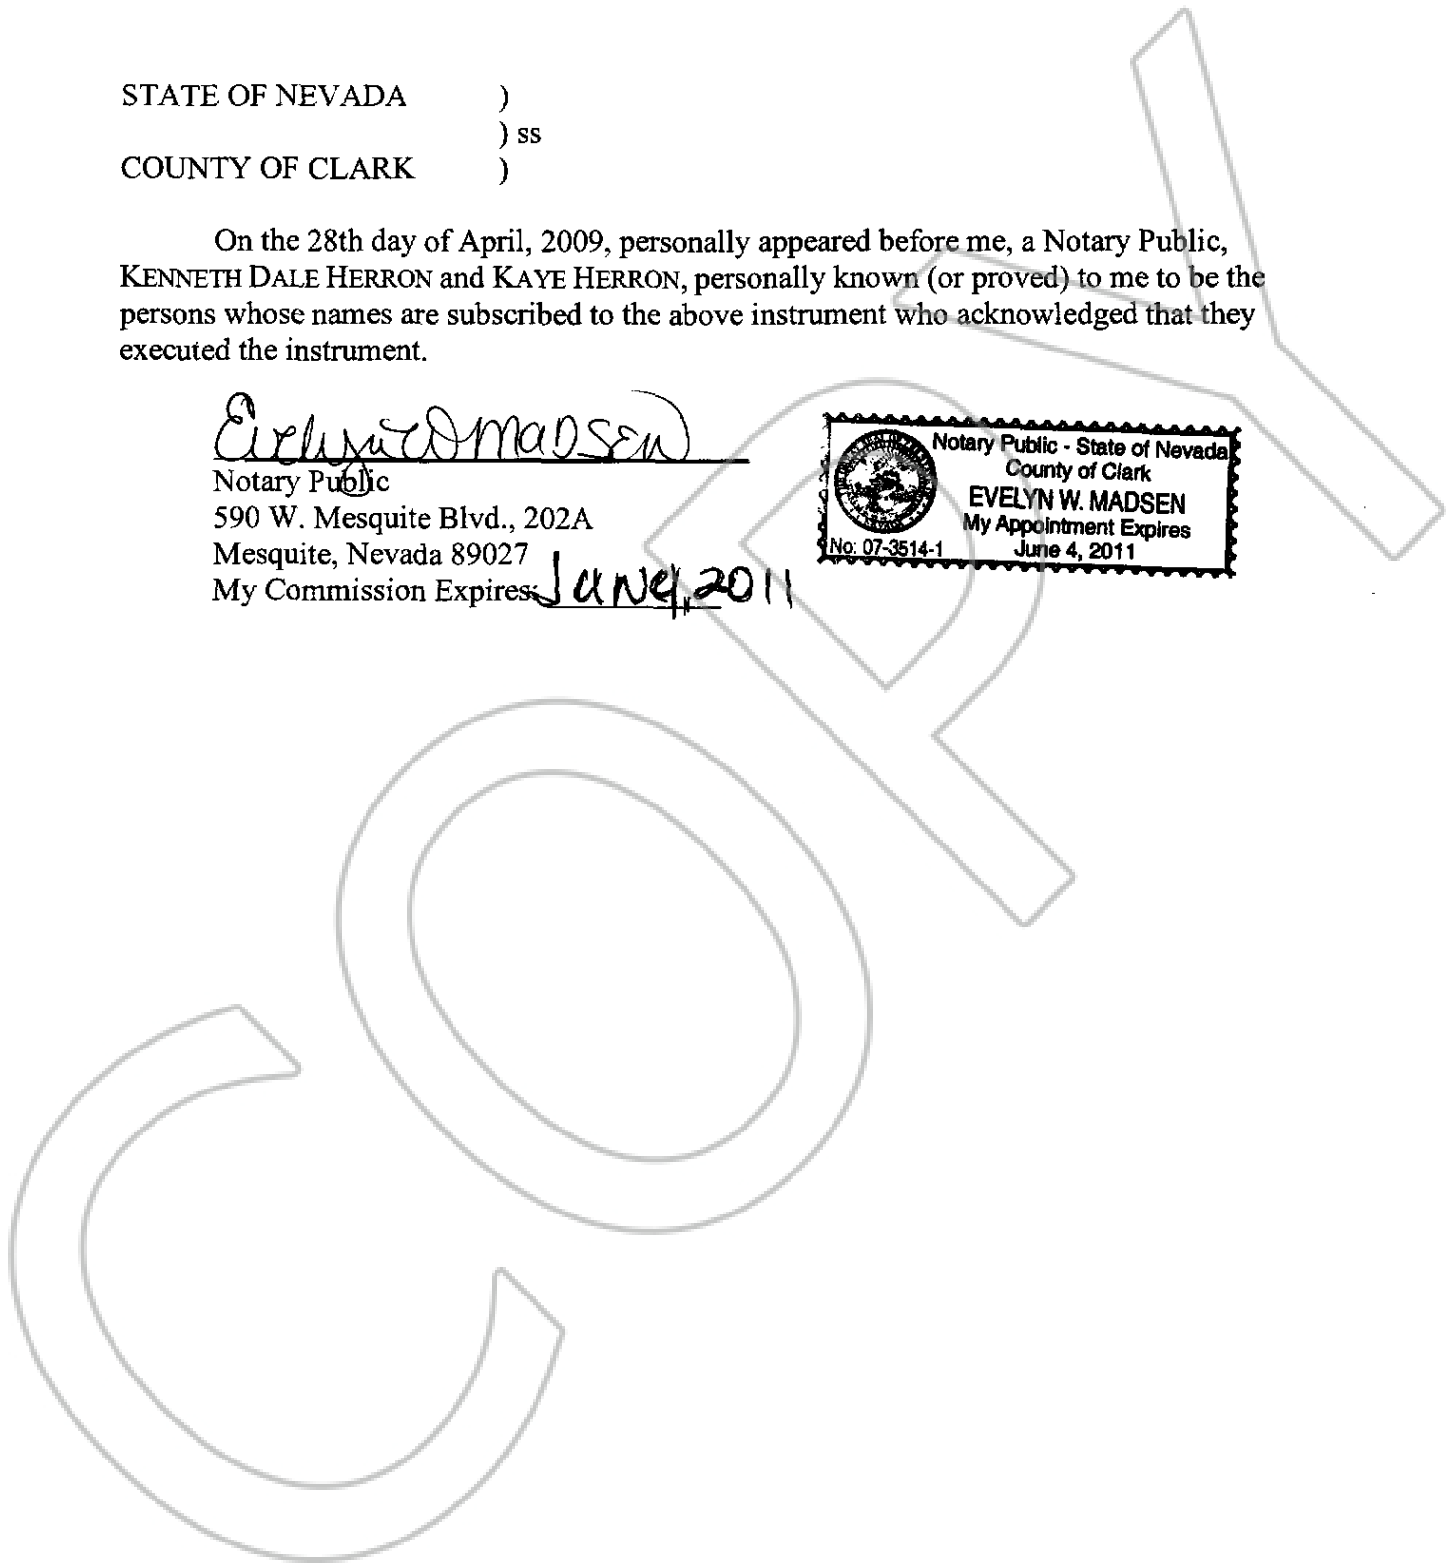 STATE OF NEVADA )
) ss
COUNTY OF CLARK )
On the 28th day of April, 2009, personally appeared before me, a Notary Public,
KENNETH DALE HERRON and KAYE HERRON, personally known (or proved) to me to be the
persons whose names are subscribed to the above instrument who acknowledged that they
executed the instrument.
Evelyn W Madsen
Notary Public
590 W. Mesquite Blvd., 202A
Mesquite, Nevada 89027
My Commission Expires: June 4, 2011
Notary Public - State of Nevada
County of Clark
EVELYN W. MADSEN
My Appointment Expires
No: 07-3514-1 June 4, 2011
COPY